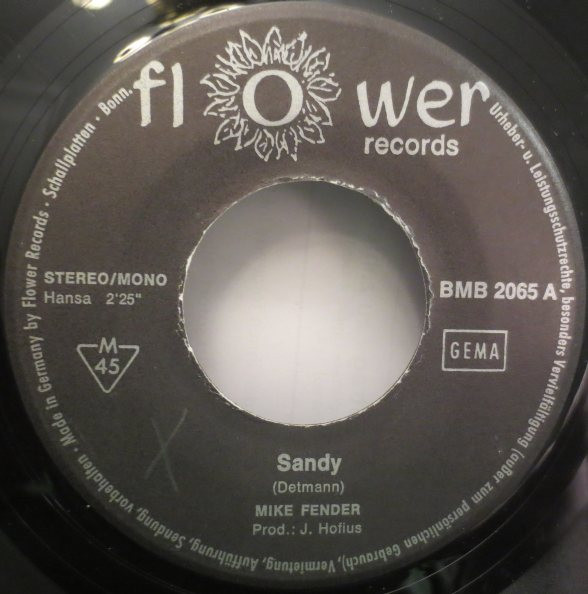 flower
records
STEREO/MONO
Hansa 2'25"
M
45
BMB 2065 A
GEMA
Sandy
(Detmann)
MIKE FENDER
Prod.: J. Hofius
· Made in Germany by Flower Records · Schallplatten · Bonn.
Urheber- u. Leistungsschutzrechte, besonders Vervielfältigung (außer zum persönlichen Gebrauch), Vermietung, Aufführung, Sendung, vorbehalten